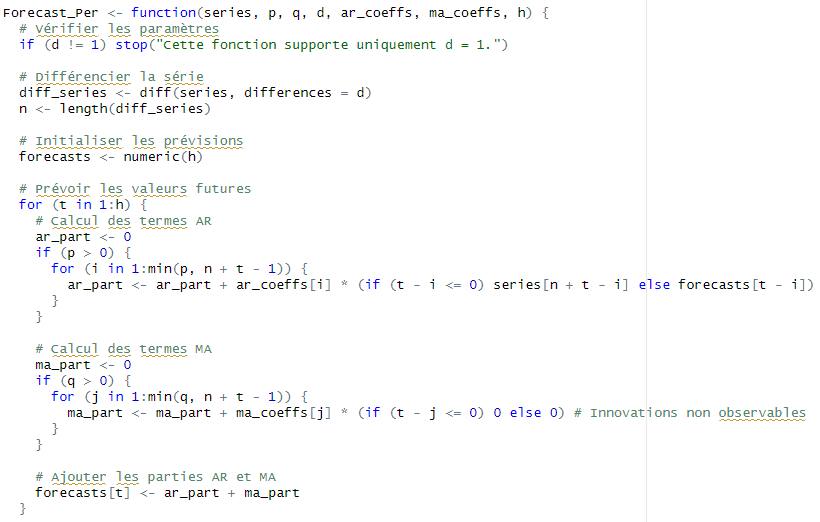 Forecast_Per <- function(series, p, q, d, ar_coeffs, ma_coeffs, h) {
  # Vérifier les paramètres
  if (d != 1) stop("Cette fonction supporte uniquement d = 1.")

  # Différencier la série
  diff_series <- diff(series, differences = d)
  n <- length(diff_series)

  # Initialiser les prévisions
  forecasts <- numeric(h)

  # Prévoir les valeurs futures
  for (t in 1:h) {
    # Calcul des termes AR
    ar_part <- 0
    if (p > 0) {
      for (i in 1:min(p, n + t - 1)) {
        ar_part <- ar_part + ar_coeffs[i] * (if (t - i <= 0) series[n + t - i] else forecasts[t - i])
      }
    }

    # Calcul des termes MA
    ma_part <- 0
    if (q > 0) {
      for (j in 1:min(q, n + t - 1)) {
        ma_part <- ma_part + ma_coeffs[j] * (if (t - j <= 0) 0 else 0) # Innovations non observables
      }
    }

    # Ajouter les parties AR et MA
    forecasts[t] <- ar_part + ma_part
  }